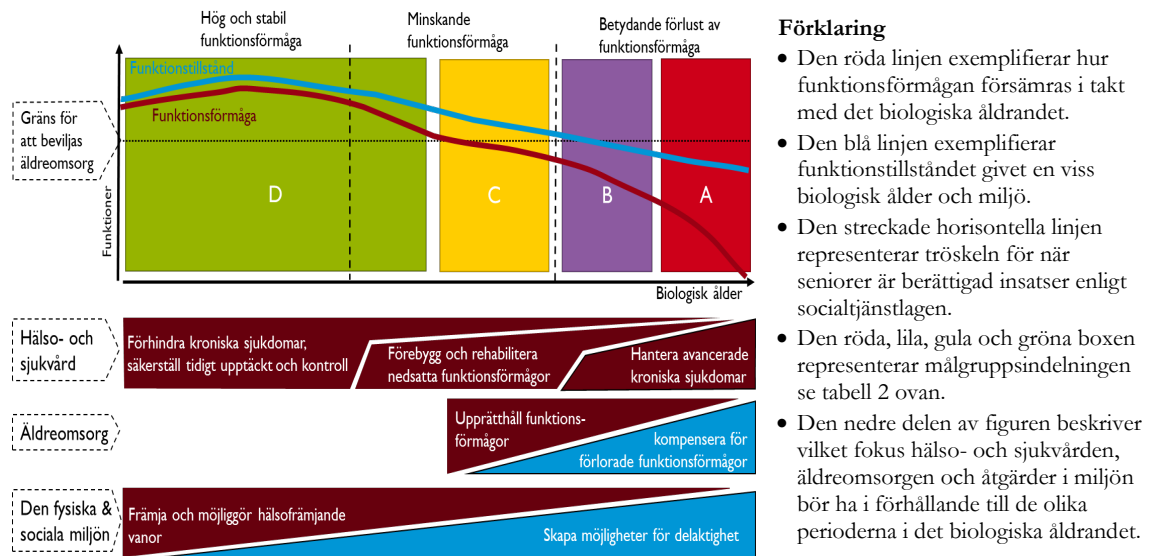 Hög och stabil
funktionsförmåga
Minskande
funktionsförmåga
Betydande förlust av
funktionsförmåga
Funktionstillstånd
Funktionsförmåga
Gräns för
att beviljas
äldreomsorg
Funktioner
D
C
B
A
Biologisk ålder
Hälso- och
sjukvård
Förhindra kroniska sjukdomar,
säkerställ tidigt upptäckt och kontroll
Förebygg och rehabilitera
nedsatta funktionsförmågor
Hantera avancerade
kroniska sjukdomar
Äldreomsorg
Upprätthåll funktions-
förmågor
kompensera för
förlorade funktionsförmågor
Den fysiska &
sociala miljön
Främja och möjliggör hälsofrämjande
vanor
Skapa möjligheter för delaktighet
Förklaring
• Den röda linjen exemplifierar hur
funktionsförmågan försämras i takt
med det biologiska åldrandet.
• Den blå linjen exemplifierar
funktionstillståndet givet en viss
biologisk ålder och miljö.
• Den streckade horisontella linjen
representerar tröskeln för när
seniorer är berättigad insatser enligt
socialtjänstlagen.
• Den röda, lila, gula och gröna boxen
representerar målgruppsindelningen
se tabell 2 ovan.
• Den nedre delen av figuren beskriver
vilket fokus hälso- och sjukvården,
äldreomsorgen och åtgärder i miljön
bör ha i förhållande till de olika
perioderna i det biologiska åldrandet.